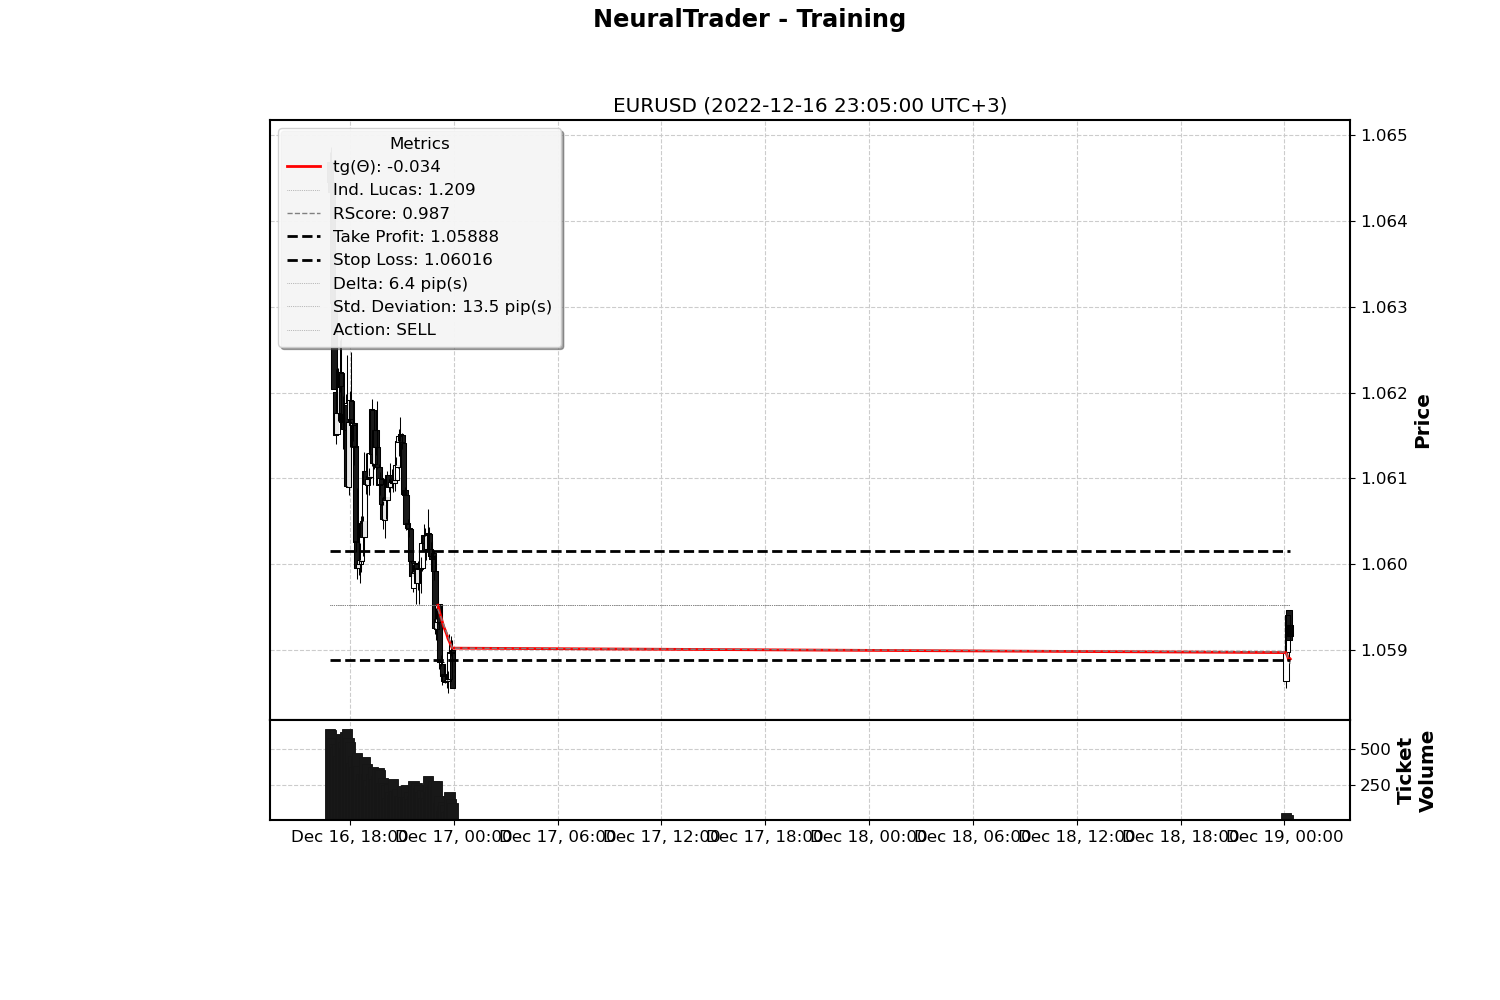 NeuralTrader - Training
EURUSD (2022-12-16 23:05:00 UTC+3)
Metrics
tg(Θ): -0.034
Ind. Lucas: 1.209
RScore: 0.987
Take Profit: 1.05888
Stop Loss: 1.06016
Delta: 6.4 pip(s)
Std. Deviation: 13.5 pip(s)
Action: SELL
1.065
1.064
1.063
1.062
1.061
1.060
1.059
Price
500
250
Ticket
Volume
Dec 16, 18:00
Dec 17, 00:00
Dec 17, 06:00
Dec 17, 12:00
Dec 17, 18:00
Dec 18, 00:00
Dec 18, 06:00
Dec 18, 12:00
Dec 18, 18:00
Dec 19, 00:00